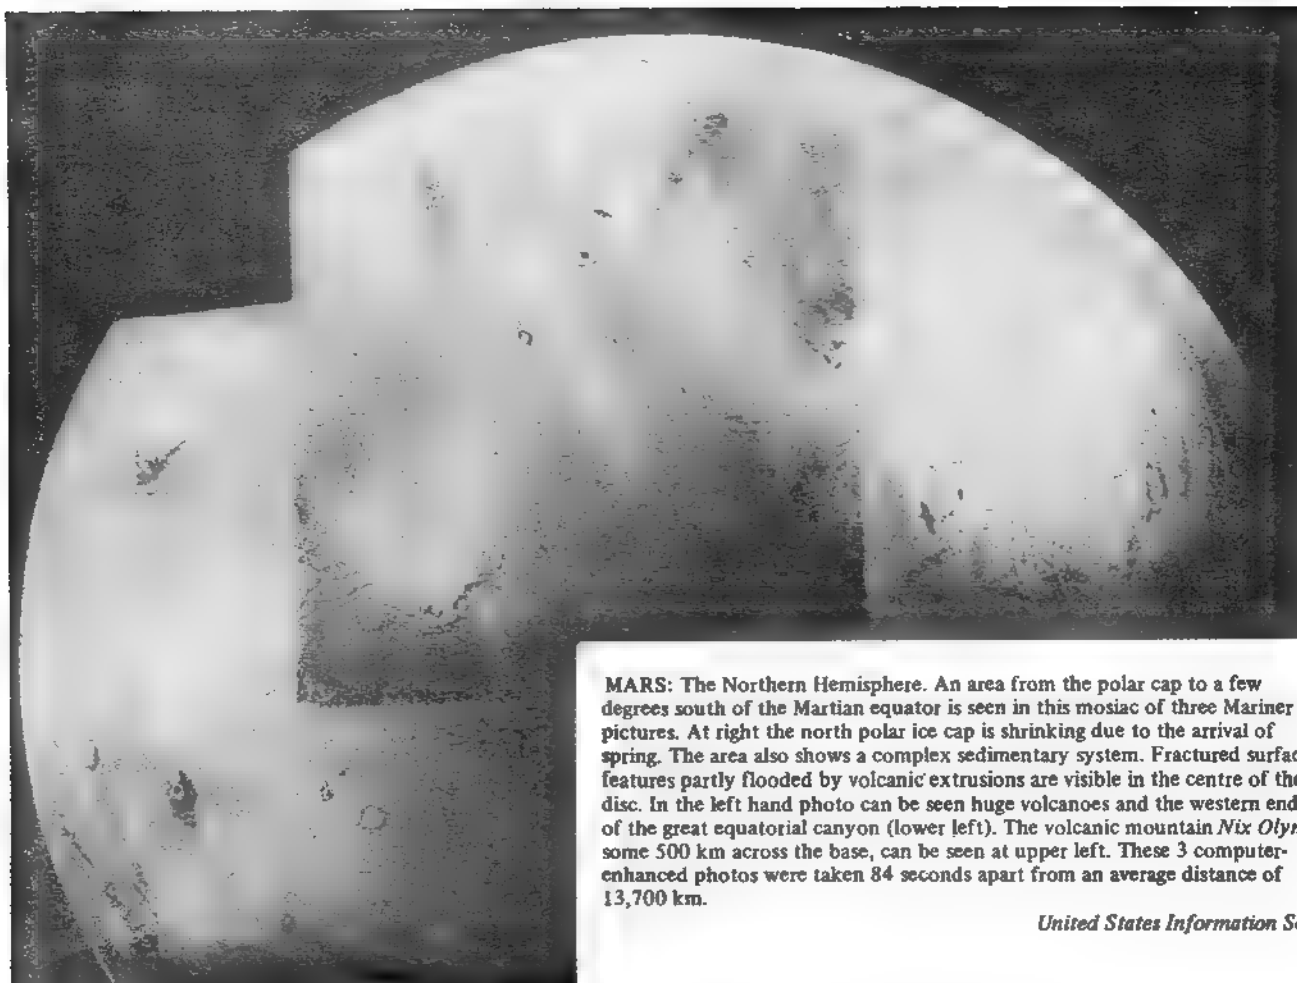 MARS: The Northern Hemisphere. An area from the polar cap to a few
degrees south of the Martian equator is seen in this mosiac of three Mariner
pictures. At right the north polar ice cap is shrinking due to the arrival of
spring. The area also shows a complex sedimentary system. Fractured surfac
features partly flooded by volcanic extrusions are visible in the centre of the
disc. In the left hand photo can be seen huge volcanoes and the western end
of the great equatorial canyon (lower left). The volcanic mountain Nix Olyn
some 500 km across the base, can be seen at upper left. These 3 computer-
enhanced photos were taken 84 seconds apart from an average distance of
13,700 km.
United States Information Se